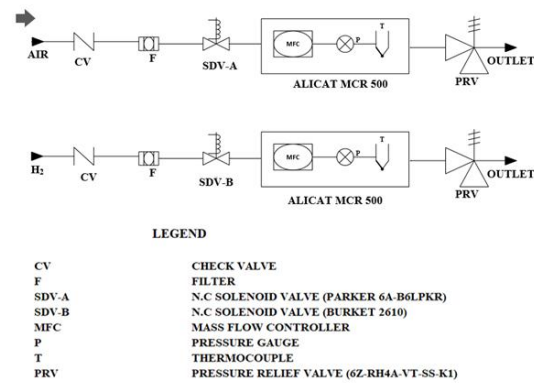 MFC
P
T
AIR
CV
F
SDV-A
ALICAT MCR 500
PRV
OUTLET
MFC
P
T
H2
CV
F
SDV-B
ALICAT MCR 500
PRV
OUTLET
LEGEND
CV CHECK VALVE
F FILTER
SDV-A N.C SOLENOID VALVE (PARKER 6A-B6LPKR)
SDV-B N.C SOLENOID VALVE (BURKET 2610)
MFC MASS FLOW CONTROLLER
P PRESSURE GAUGE
T THERMOCOUPLE
PRV PRESSURE RELIEF VALVE (6Z-RH4A-VT-SS-K1)